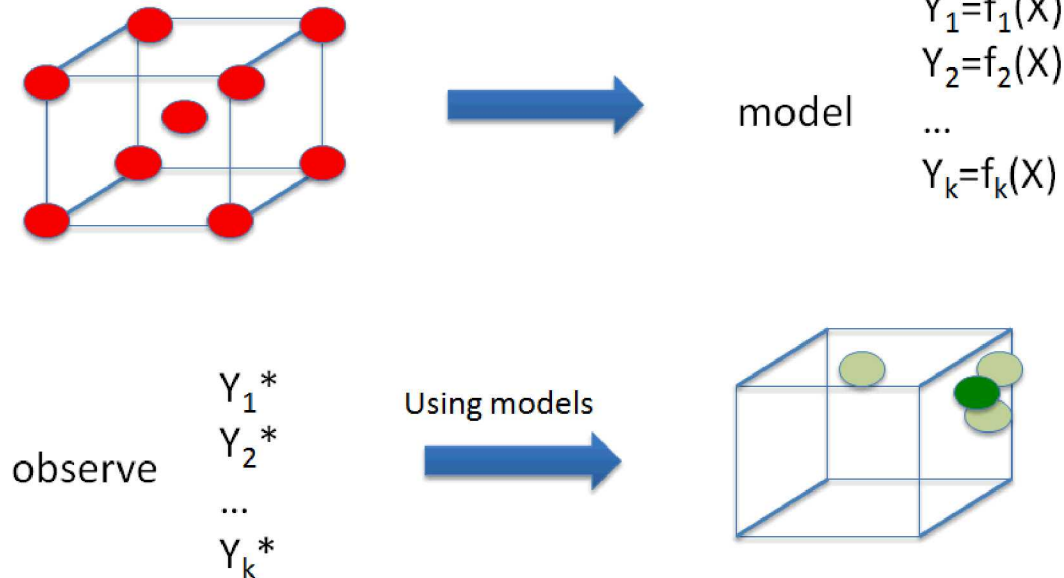 Y₁=f₁(X)
Y₂=f₂(X)
model
...
Yₖ=fₖ(X)
Y₁*
Using models
Y₂*
observe
...
Yₖ*